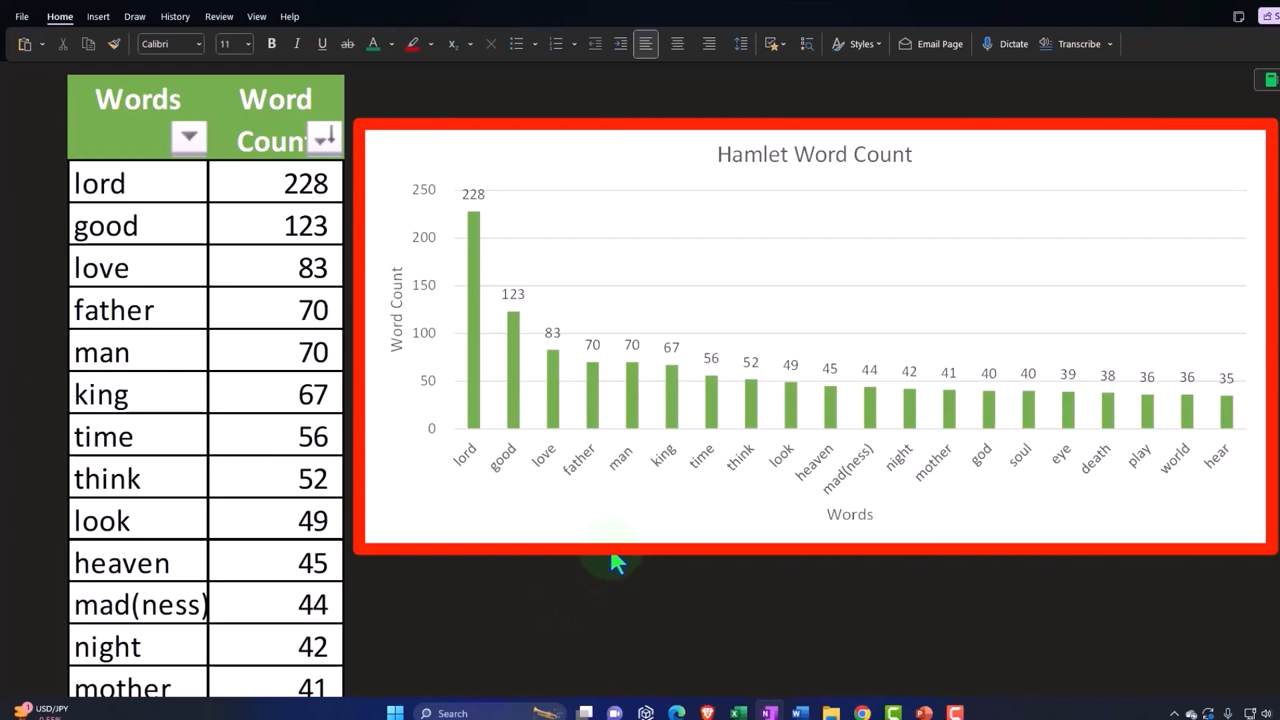 File Home Insert Draw History Review View Help
Calibri 11 B I U ab A x Styles Email Page Dictate Transcribe
Words Word Coun
lord 228
good 123
love 83
father 70
man 70
king 67
time 56
think 52
look 49
heaven 45
mad(ness) 44
night 42
mother 41
Hamlet Word Count
Word Count
250
200
150
100
50
0
228 123 83 70 70 67 56 52 49 45 44 42 41 40 40 39 38 36 36 35
lord good love father man king time think look heaven mad(ness) night mother god soul eye death play world hear
Words
USD/JPY
Search